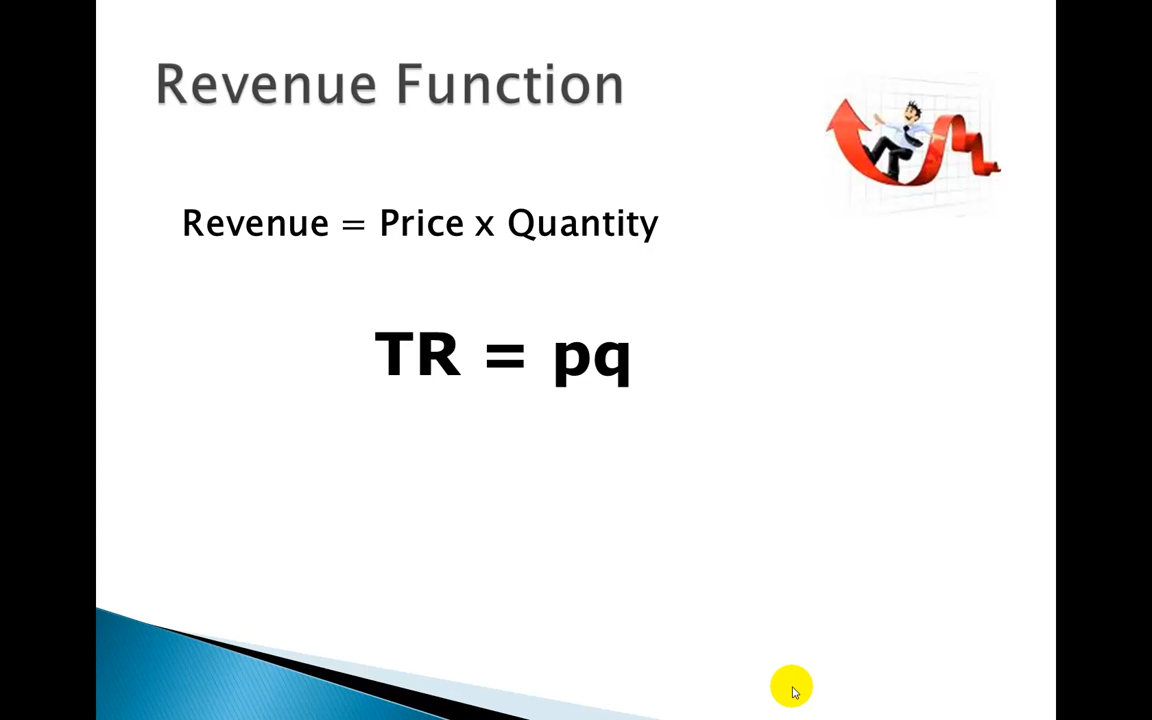 Revenue Function
Revenue = Price x Quantity
TR = pq